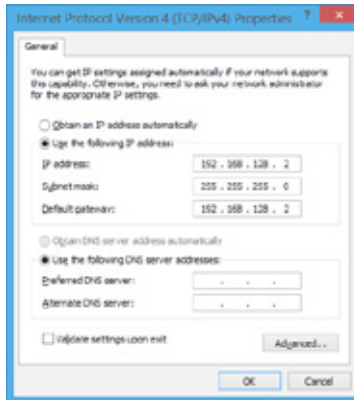 Internet Protocol Version 4 (TCP/IPv4) Properties
General
You can get IP settings assigned automatically if your network supports
this capability. Otherwise, you need to ask your network administrator
for the appropriate IP settings.
Obtain an IP address automatically
Use the following IP address:
IP address: 192 . 168 . 128 . 2
Subnet mask: 255 . 255 . 255 . 0
Default gateway: 192 . 168 . 128 . 2
Obtain DNS server address automatically
Use the following DNS server addresses:
Preferred DNS server: . . .
Alternate DNS server: . . .
Validate settings upon exit
Advanced...
OK Cancel